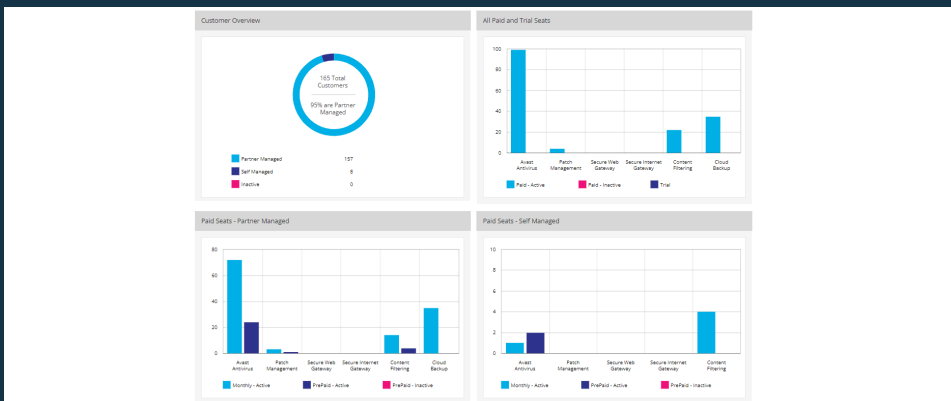 Customer Overview
165 Total
Customers
95% are Partner
Managed
Partner Managed 157
Self Managed 8
Inactive 0
All Paid and Trial Seats
100
80
60
40
20
0
Avast Antivirus
Patch Management
Secure Web Gateway
Secure Internet Gateway
Content Filtering
Cloud Backup
Paid - Active
Paid - Inactive
Trial
Paid Seats - Partner Managed
80
60
40
20
0
Avast Antivirus
Patch Management
Secure Web Gateway
Secure Internet Gateway
Content Filtering
Cloud Backup
Monthly - Active
PrePaid - Active
PrePaid - Inactive
Paid Seats - Self Managed
10
8
6
4
2
0
Avast Antivirus
Patch Management
Secure Web Gateway
Secure Internet Gateway
Content Filtering
Monthly - Active
PrePaid - Active
PrePaid - Inactive